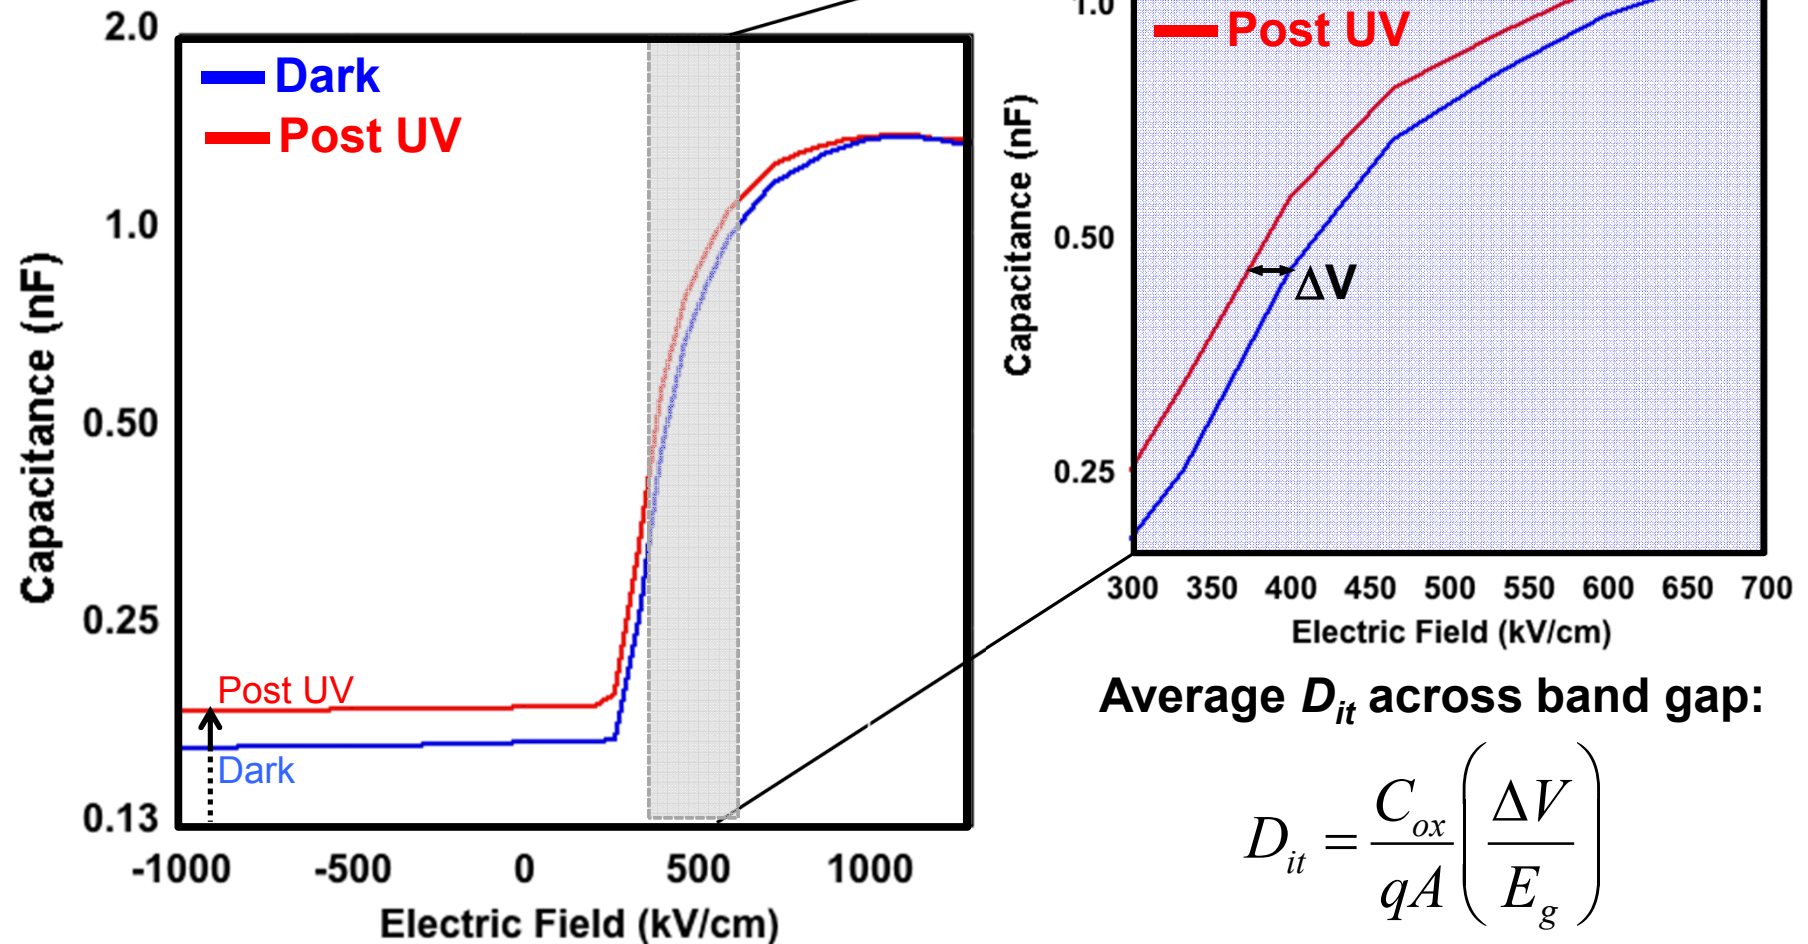 2.0
1.0
0.50
0.25
0.13
Capacitance (nF)
Dark
Post UV
Post UV
Dark
-1000 -500 0 500 1000
Electric Field (kV/cm)
1.0
0.50
0.25
Capacitance (nF)
Post UV
ΔV
300 350 400 450 500 550 600 650 700
Electric Field (kV/cm)
Average Dit across band gap:
Dit = Cox/qA (ΔV/Eg)